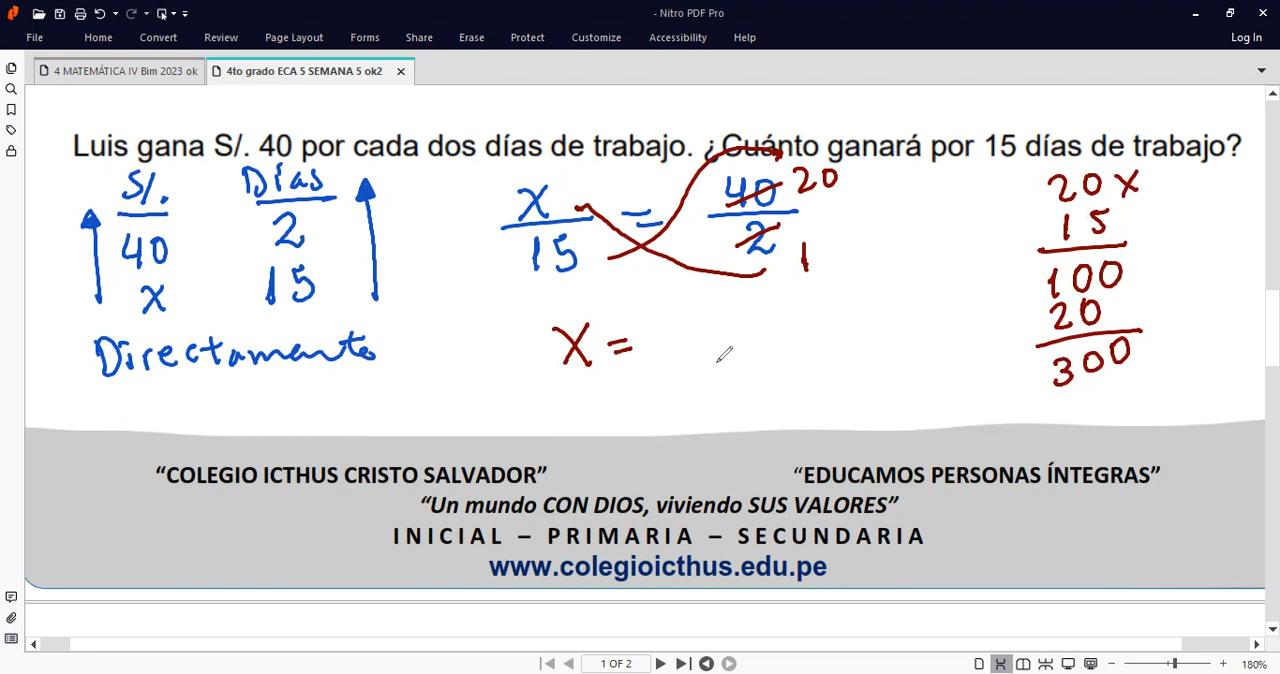 - Nitro PDF Pro
File Home Convert Review Page Layout Forms Share Erase Protect Customize Accessibility Help Log In
4 MATEMÁTICA IV Bim 2023 ok 4to grado ECA 5 SEMANA 5 ok2
Luis gana S/. 40 por cada dos días de trabajo. ¿Cuánto ganará por 15 días de trabajo?
S/. Días
40 2
x 15
Directamente
x = 40 20
15 2 1
X =
20 x
15
100
20
300
“COLEGIO ICTHUS CRISTO SALVADOR” “EDUCAMOS PERSONAS ÍNTEGRAS”
“Un mundo CON DIOS, viviendo SUS VALORES”
INICIAL – PRIMARIA – SECUNDARIA
www.colegioicthus.edu.pe
1 OF 2 180%